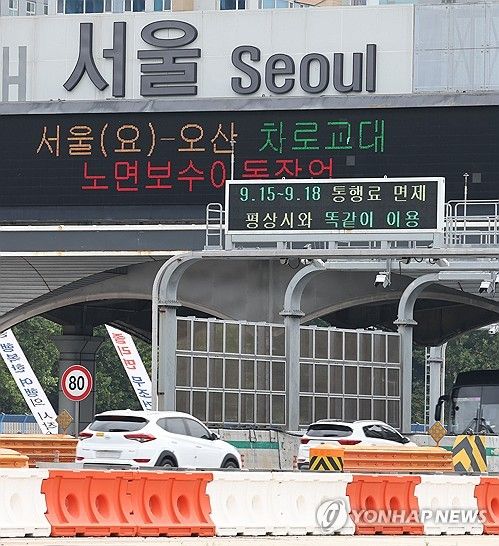 서울 Seoul
서울(요)-오산 차로교대
노면보수이동작업
9.15~9.18 통행료 면제
평상시와 똑같이 이용
80
YONHAPNEWS